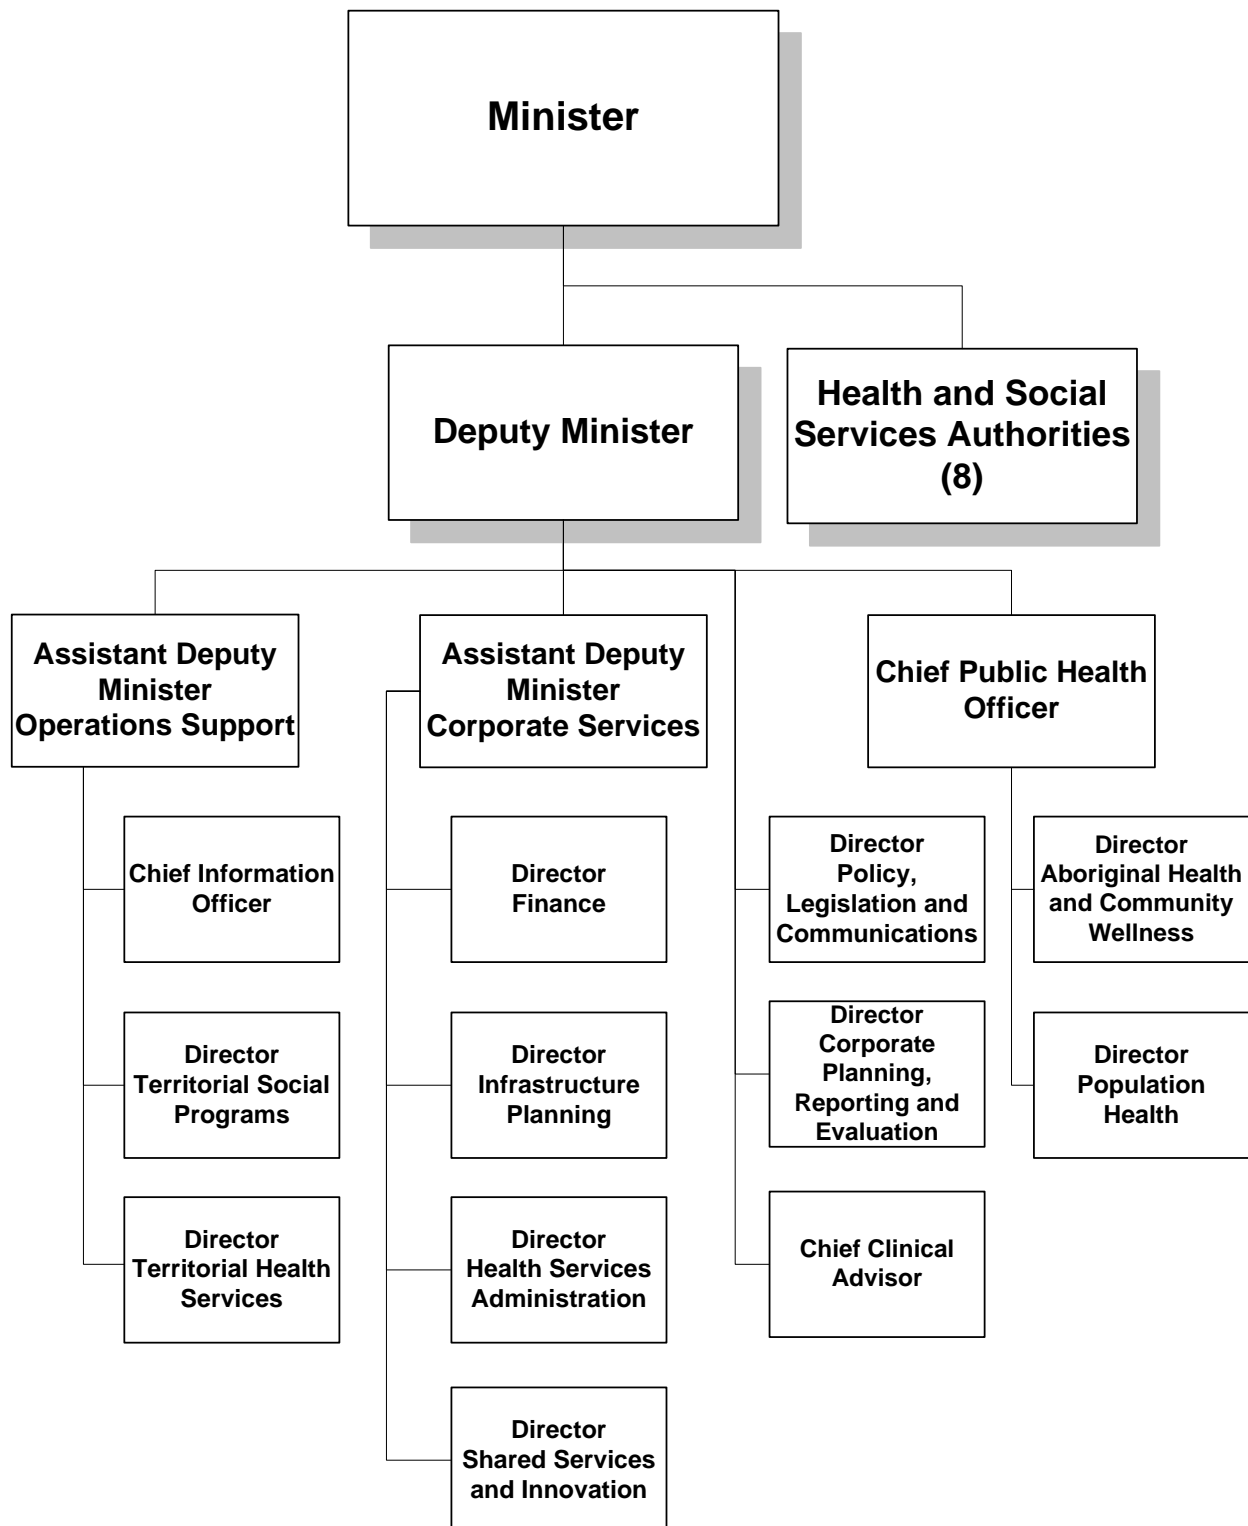 Minister
Deputy Minister
Health and Social
Services Authorities
(8)
Assistant Deputy
Minister
Operations Support
Assistant Deputy
Minister
Corporate Services
Chief Public Health
Officer
Chief Information
Officer
Director
Finance
Director
Policy,
Legislation and
Communications
Director
Aboriginal Health
and Community
Wellness
Director
Territorial Social
Programs
Director
Infrastructure
Planning
Director
Corporate
Planning,
Reporting and
Evaluation
Director
Population
Health
Director
Territorial Health
Services
Director
Health Services
Administration
Chief Clinical
Advisor
Director
Shared Services
and Innovation